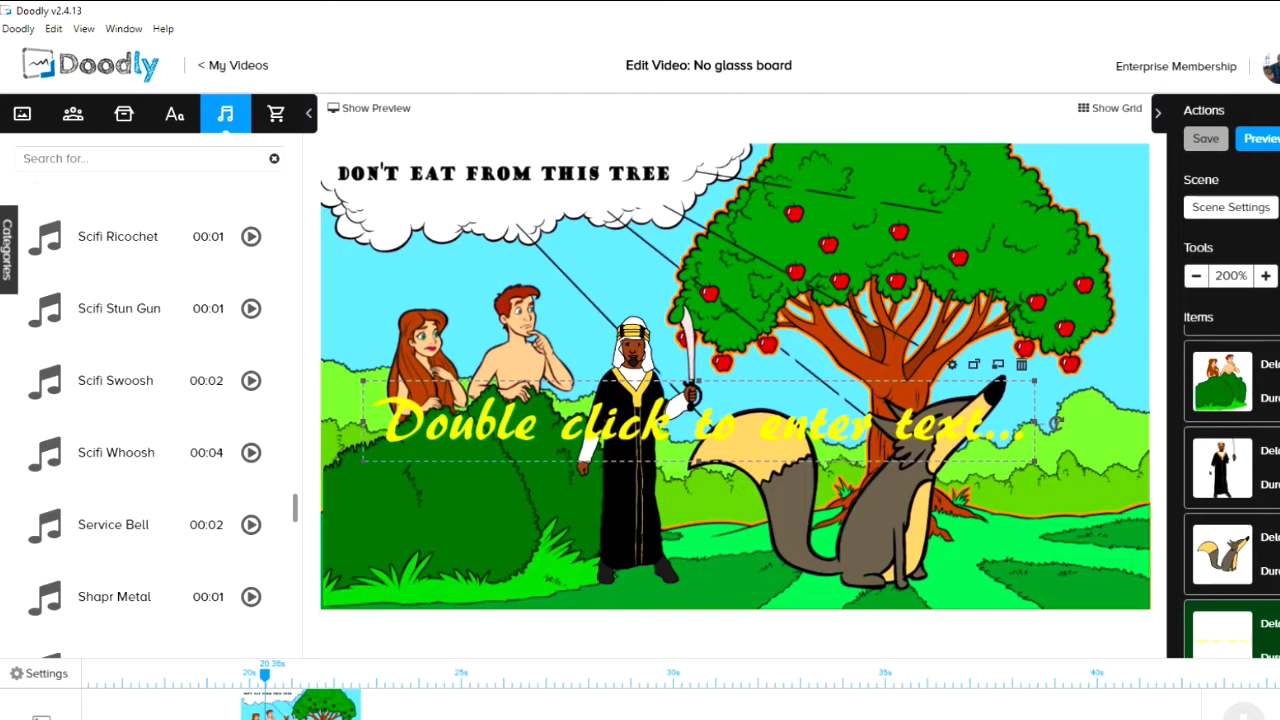 Doodly v2.4.13
Doodly Edit View Window Help
Doodly
< My Videos
Edit Video: No glasss board
Enterprise Membership
Aa
Show Preview
Show Grid
Actions
Search for...
Save
Scene
Scene Settings
Tools
200%
Items
Categories
Scifi Ricochet 00:01
Scifi Stun Gun 00:01
Scifi Swoosh 00:02
Scifi Whoosh 00:04
Service Bell 00:02
Shapr Metal 00:01
DON'T EAT FROM THIS TREE
Double click to enter text...
Settings
20s 20.36s 25s 30s 35s 40s